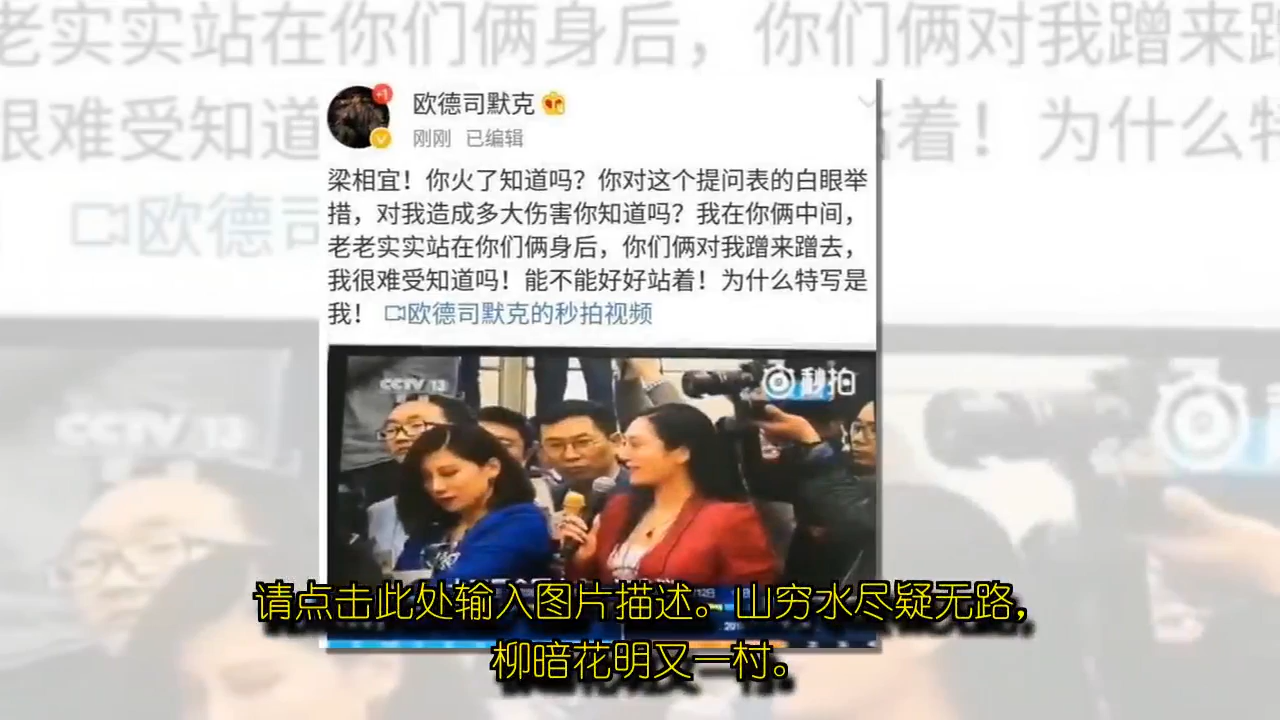 老实实站在你们俩身后，你们俩对我蹭来蹭
很难受知道
站着！为什么特写
欧德司
+1
欧德司默克
刚刚 已编辑
梁相宜！你火了知道吗？你对这个提问表的白眼举
措，对我造成多大伤害你知道吗？我在你俩中间，
老老实实站在你们俩身后，你们俩对我蹭来蹭去，
我很难受知道吗！能不能好好站着！为什么特写是
我！ 欧德司默克的秒拍视频
CCTV 13
秒拍
CCTV 13
请点击此处输入图片描述。山穷水尽疑无路，
柳暗花明又一村。